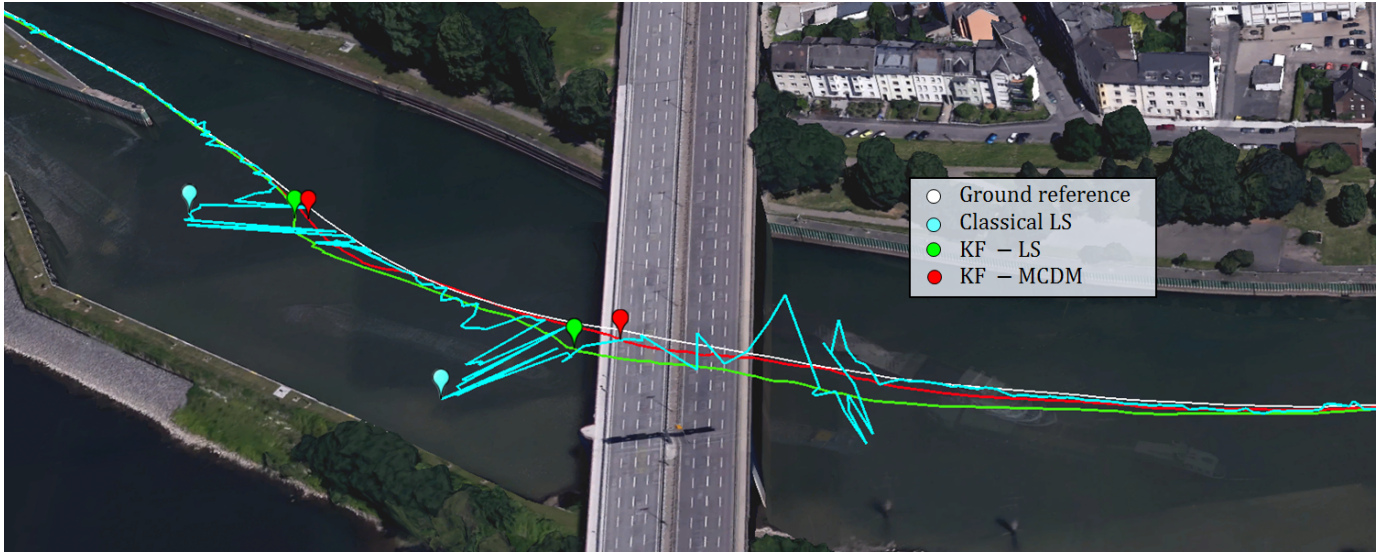 Ground reference
Classical LS
KF − LS
KF − MCDM